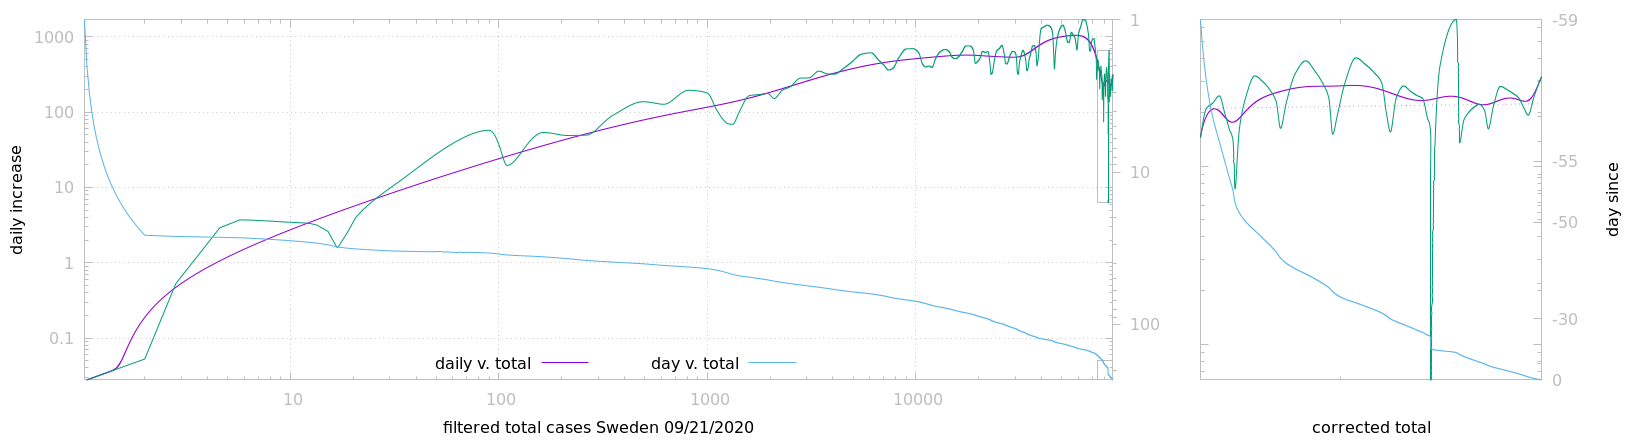 1000
100
10
1
0.1
daily increase
daily v. total
day v. total
10
100
1000
10000
filtered total cases Sweden 09/21/2020
1
10
100
-59
-55
-50
-30
0
day since
corrected total